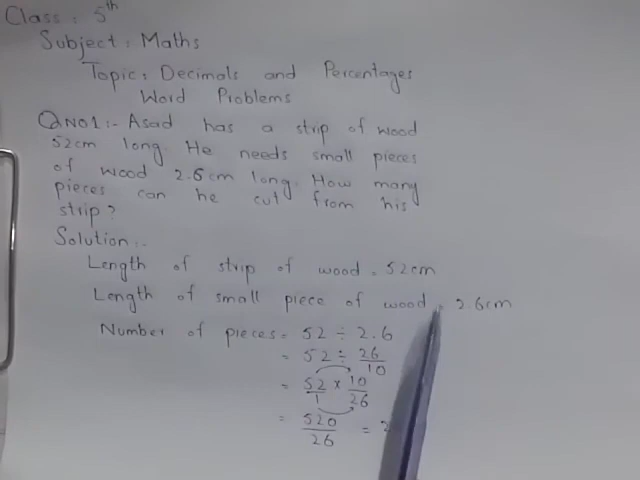 Class: 5th
Subject: Maths
Topic: Decimals and Percentages
Word Problems
QNO1:- Asad has a strip of wood
52cm long. He needs small pieces
of wood 2.6cm long. How many
pieces can he cut from his
strip?
Solution:-
Length of strip of wood = 52cm
Length of small piece of wood = 2.6cm
Number of pieces = 52 ÷ 2.6
= 52 ÷ 26/10
= 52/1 × 10/26
= 520/26 = 2